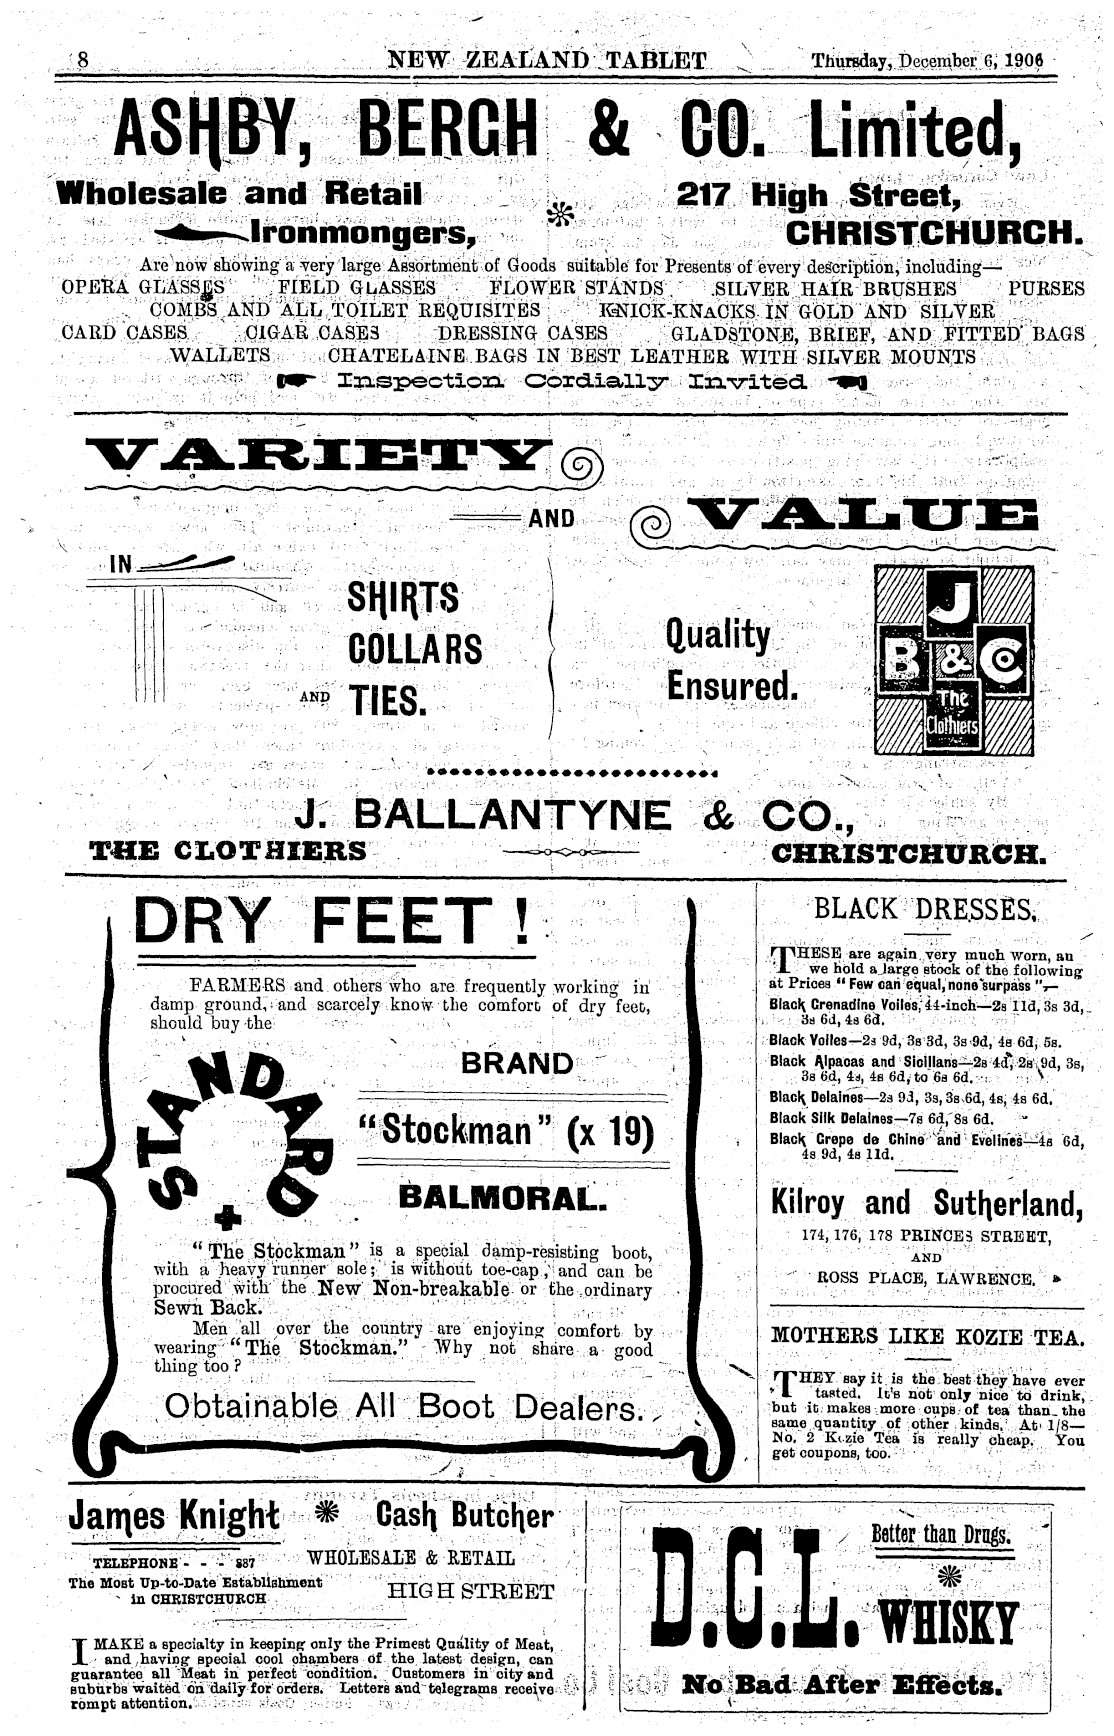 8
NEW ZEALAND TABLET
Thursday, December 6, 1906
ASHBY, BERGH & CO. Limited,
Wholesale and Retail
Ironmongers,
217 High Street,
CHRISTCHURCH.
Are now showing a very large Assortment of Goods suitable for Presents of every description, including—
OPERA GLASSES FIELD GLASSES FLOWER STANDS SILVER HAIR BRUSHES PURSES
COMBS AND ALL TOILET REQUISITES KNICK-KNACKS IN GOLD AND SILVER
CARD CASES CIGAR CASES DRESSING CASES GLADSTONE, BRIEF, AND FITTED BAGS
WALLETS CHATELAINE BAGS IN BEST LEATHER WITH SILVER MOUNTS
Inspection Cordially Invited
VARIETY
AND
VALUE
IN
SHIRTS
COLLARS
AND TIES.
Quality
Ensured.
J
B & C
The
Clothiers
J. BALLANTYNE & CO.,
THE CLOTHIERS
CHRISTCHURCH.
DRY FEET!
FARMERS and others who are frequently working in
damp ground, and scarcely know the comfort of dry feet,
should buy the
STANDARD
BRAND
"Stockman" (x 19)
BALMORAL.
"The Stockman" is a special damp-resisting boot,
with a heavy runner sole; is without toe-cap, and can be
procured with the New Non-breakable or the ordinary
Sewn Back.
Men all over the country are enjoying comfort by
wearing "The Stockman." Why not share a good
thing too?
Obtainable All Boot Dealers.
BLACK DRESSES.
THESE are again very much worn, an
we hold a large stock of the following
at Prices "Few can equal, none surpass",—
Black Grenadine Voiles, 44-inch—2s 11d, 3s 3d,
3s 6d, 4s 6d.
Black Voiles—2s 9d, 3s 3d, 3s 9d, 4s 6d, 5s.
Black Alpacas and Sicilians—2s 4d, 2s 9d, 3s,
3s 6d, 4s, 4s 6d, to 6s 6d.
Black Delaines—2s 9d, 3s, 3s 6d, 4s, 4s 6d.
Black Silk Delaines—7s 6d, 8s 6d.
Black Crepe de Chine and Evelines—4s 6d,
4s 9d, 4s 11d.
Kilroy and Sutherland,
174, 176, 178 PRINCES STREET,
AND
ROSS PLACE, LAWRENCE.
MOTHERS LIKE KOZIE TEA.
THEY say it is the best they have ever
tasted. It's not only nice to drink,
but it makes more cups of tea than the
same quantity of other kinds. At 1/8—
No. 2 Kozie Tea is really cheap. You
get coupons, too.
James Knight Cash Butcher
TELEPHONE - - - 887
WHOLESALE & RETAIL
The Most Up-to-Date Establishment
in CHRISTCHURCH
HIGH STREET
I MAKE a specialty in keeping only the Primest Quality of Meat,
and having special cool chambers of the latest design, can
guarantee all Meat in perfect condition. Customers in city and
suburbs waited on daily for orders. Letters and telegrams receive
rompt attention.
D.C.L.
Better than Drugs.
WHISKY
No Bad After Effects.